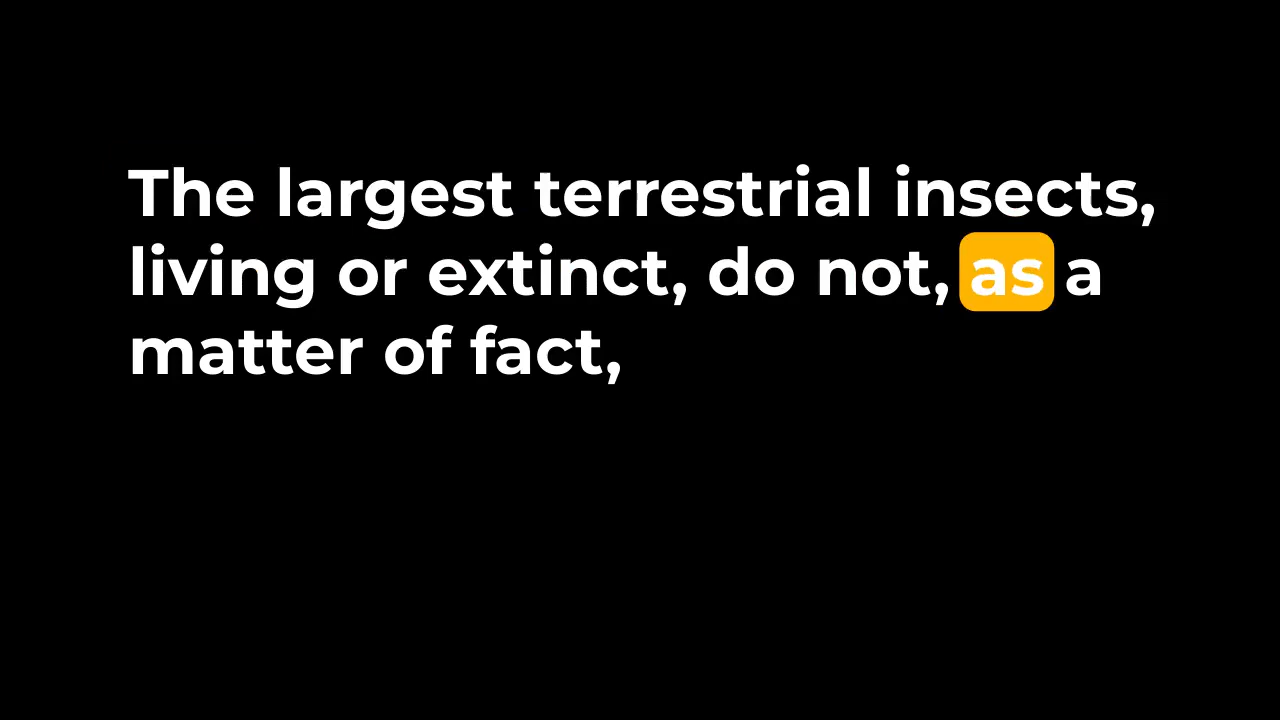 The largest terrestrial insects,
living or extinct, do not, as a
matter of fact,